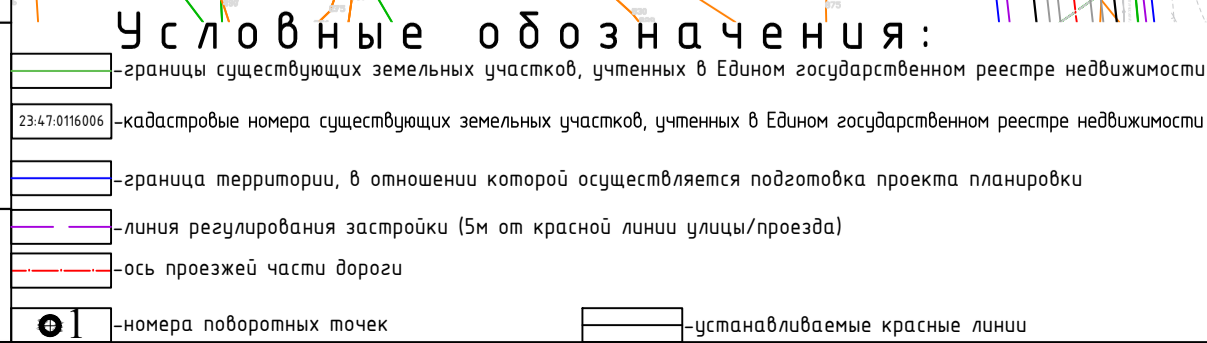 Условные обозначения:
-границы существующих земельных участков, учтенных в Едином государственном реестре недвижимости
23:47:0116006 -кадастровые номера существующих земельных участков, учтенных в Едином государственном реестре недвижимости
-граница территории, в отношении которой осуществляется подготовка проекта планировки
-линия регулирования застройки (5м от красной линии улицы/проезда)
-ось проезжей части дороги
1 -номера поворотных точек
-устанавливаемые красные линии